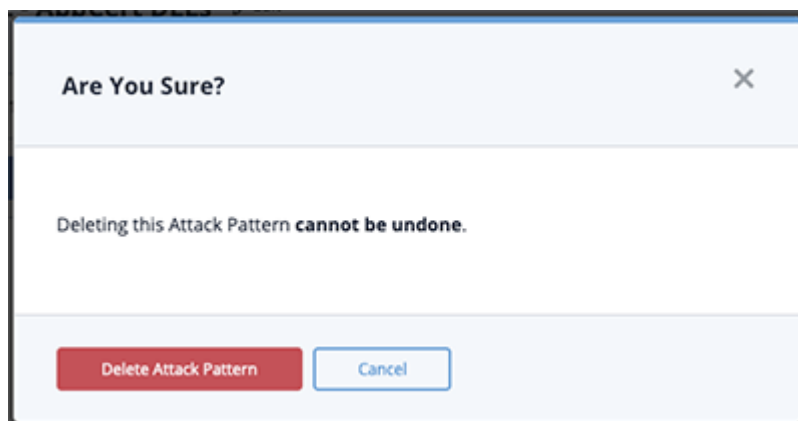 Are You Sure?
Deleting this Attack Pattern cannot be undone.
Delete Attack Pattern
Cancel